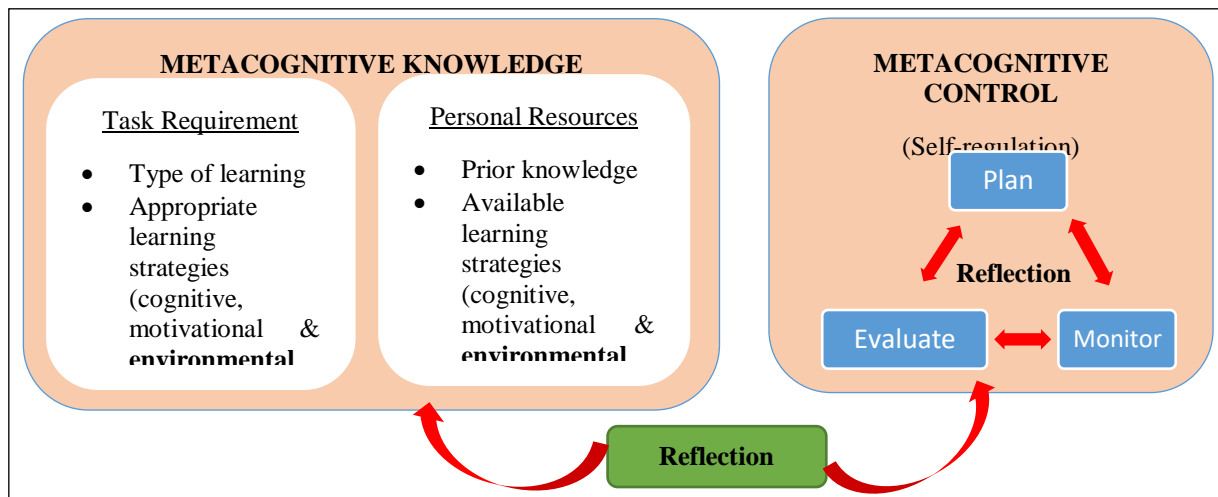 METACOGNITIVE KNOWLEDGE
Task Requirement
• Type of learning
• Appropriate
learning
strategies
(cognitive,
motivational &
environmental
Personal Resources
• Prior knowledge
• Available
learning
strategies
(cognitive,
motivational &
environmental
METACOGNITIVE
CONTROL
(Self-regulation)
Plan
Reflection
Evaluate
Monitor
Reflection